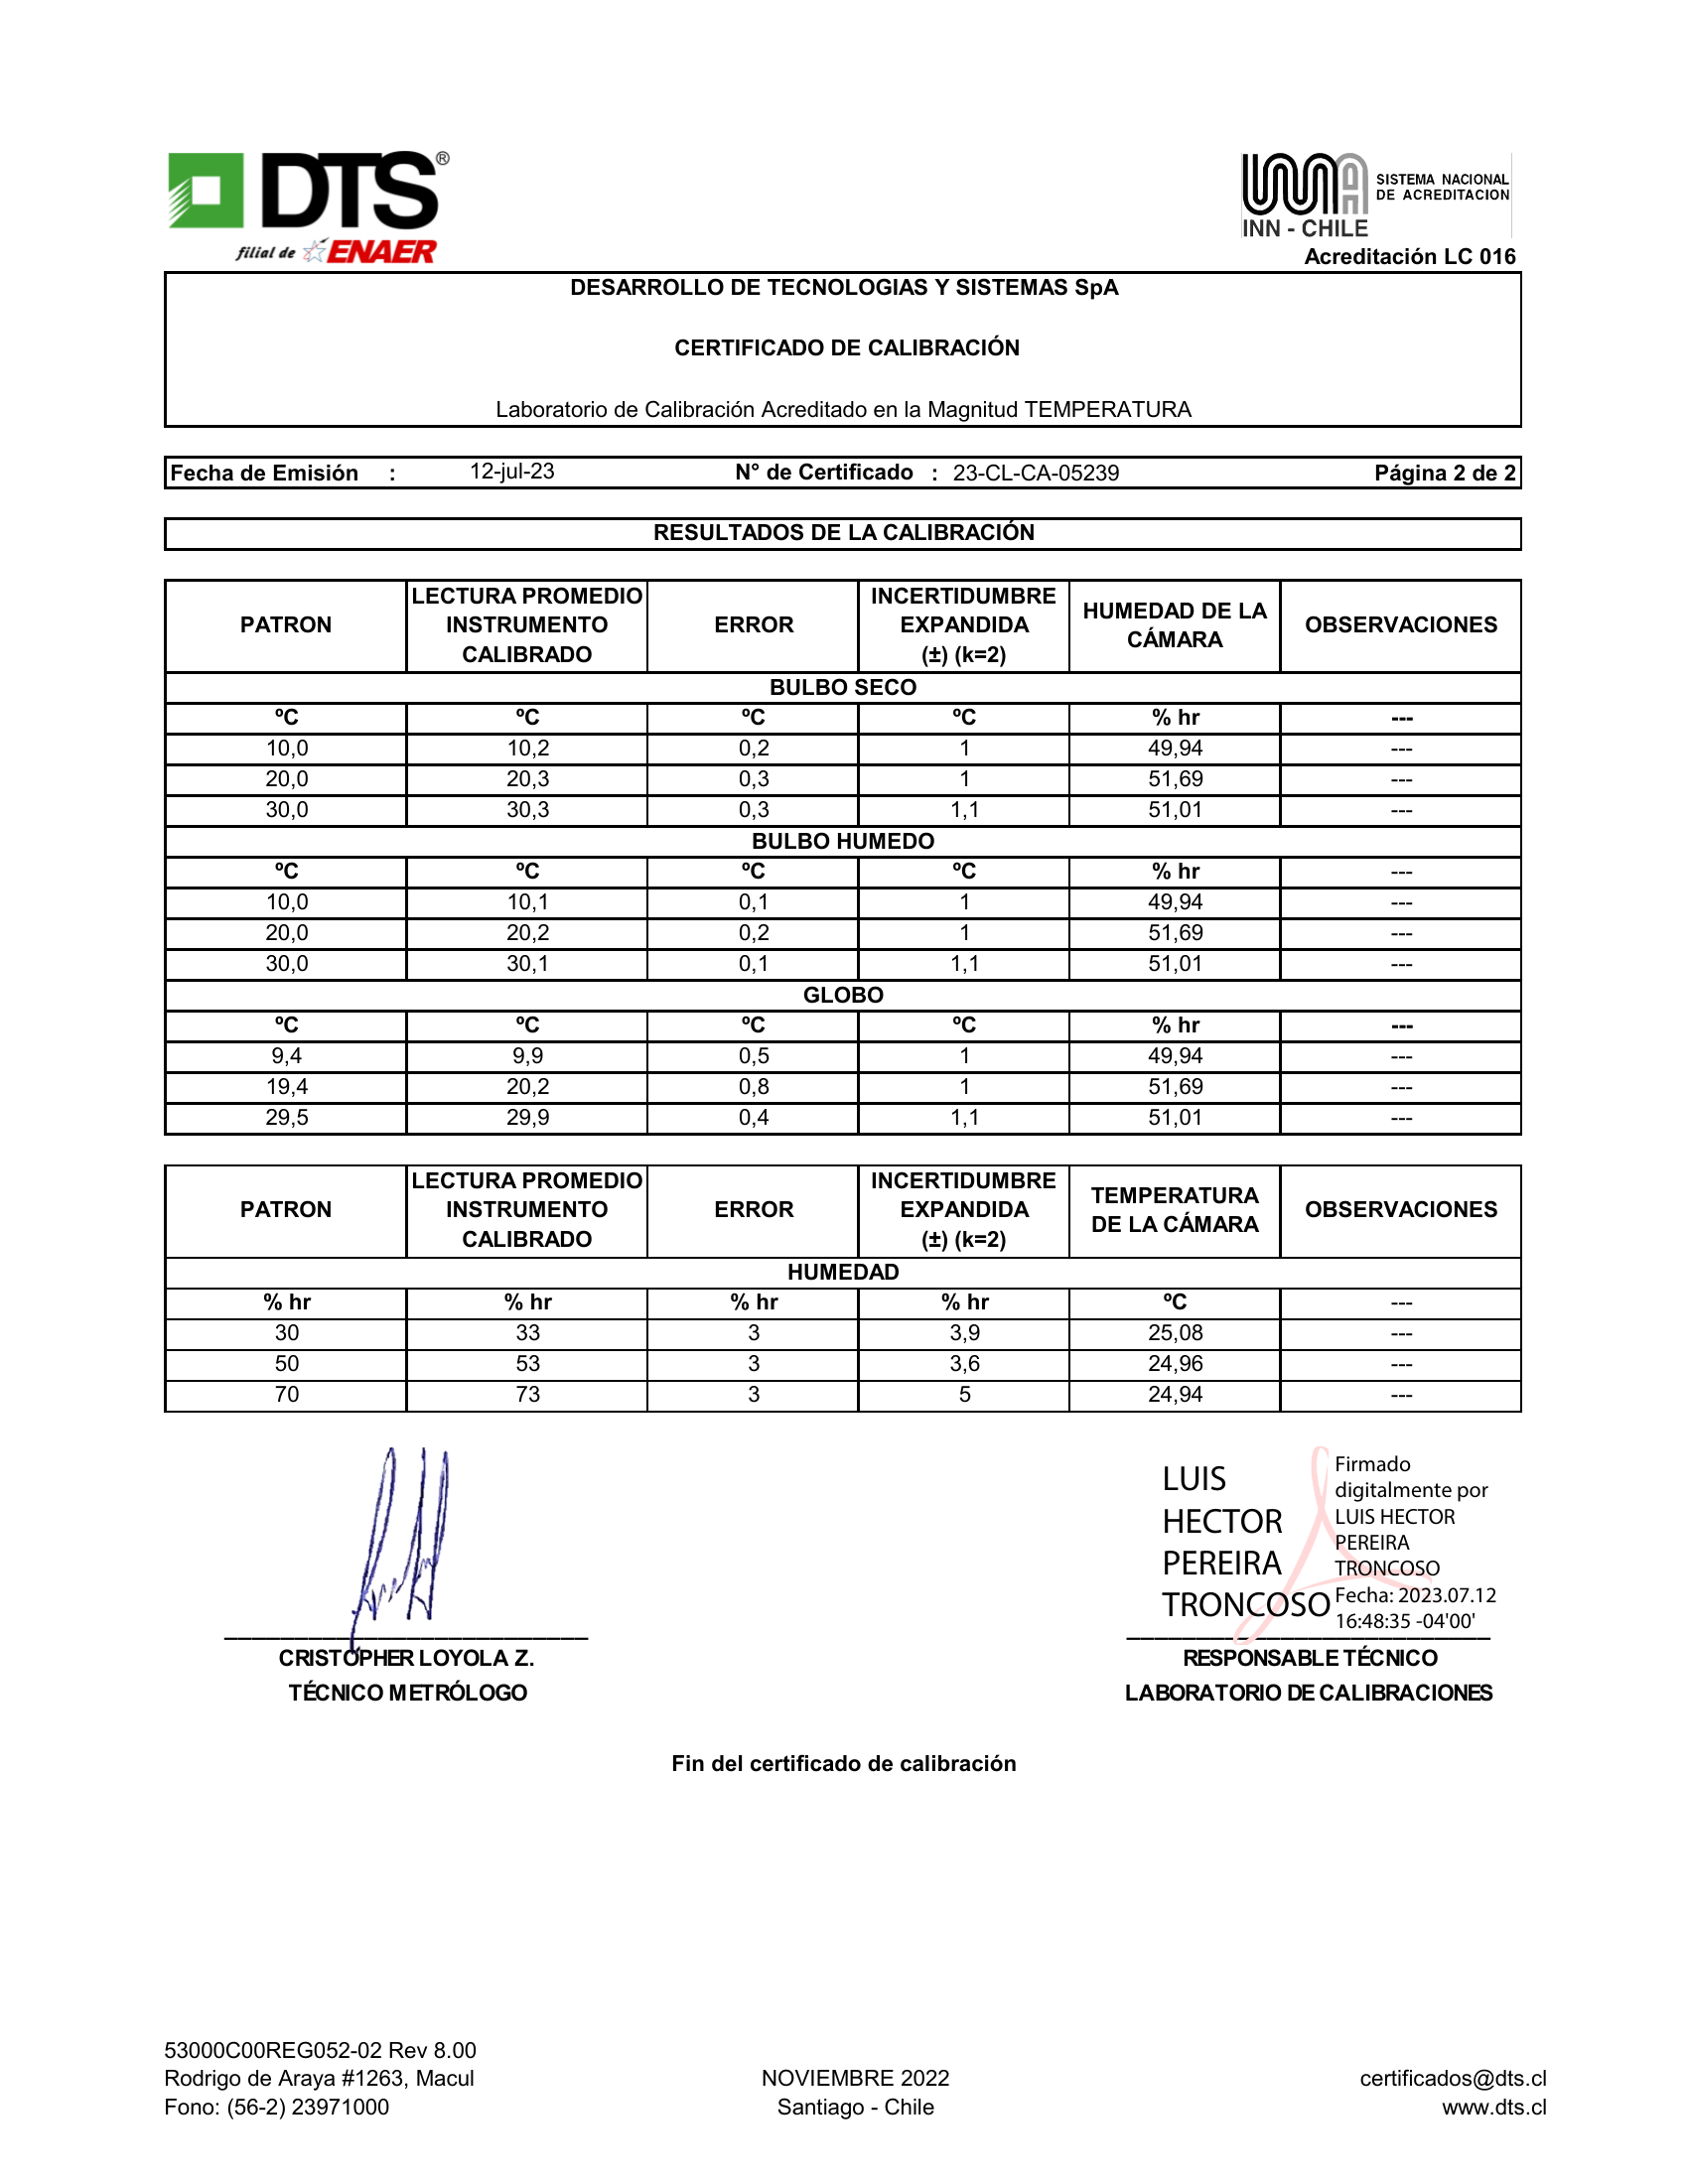 DTS®
filial de ENAER
SISTEMA NACIONAL
DE ACREDITACION
INN - CHILE
Acreditación LC 016
DESARROLLO DE TECNOLOGIAS Y SISTEMAS SpA
CERTIFICADO DE CALIBRACIÓN
Laboratorio de Calibración Acreditado en la Magnitud TEMPERATURA
Fecha de Emisión : 12-jul-23 N° de Certificado : 23-CL-CA-05239 Página 2 de 2
RESULTADOS DE LA CALIBRACIÓN
PATRON LECTURA PROMEDIO INSTRUMENTO CALIBRADO ERROR INCERTIDUMBRE EXPANDIDA (±) (k=2) HUMEDAD DE LA CÁMARA OBSERVACIONES
BULBO SECO
ºC ºC ºC ºC % hr ---
10,0 10,2 0,2 1 49,94 ---
20,0 20,3 0,3 1 51,69 ---
30,0 30,3 0,3 1,1 51,01 ---
BULBO HUMEDO
ºC ºC ºC ºC % hr ---
10,0 10,1 0,1 1 49,94 ---
20,0 20,2 0,2 1 51,69 ---
30,0 30,1 0,1 1,1 51,01 ---
GLOBO
ºC ºC ºC ºC % hr ---
9,4 9,9 0,5 1 49,94 ---
19,4 20,2 0,8 1 51,69 ---
29,5 29,9 0,4 1,1 51,01 ---
PATRON LECTURA PROMEDIO INSTRUMENTO CALIBRADO ERROR INCERTIDUMBRE EXPANDIDA (±) (k=2) TEMPERATURA DE LA CÁMARA OBSERVACIONES
HUMEDAD
% hr % hr % hr % hr ºC ---
30 33 3 3,9 25,08 ---
50 53 3 3,6 24,96 ---
70 73 3 5 24,94 ---
LUIS
HECTOR
PEREIRA
TRONCOSO
Firmado
digitalmente por
LUIS HECTOR
PEREIRA
TRONCOSO
Fecha: 2023.07.12
16:48:35 -04'00'
CRISTOPHER LOYOLA Z.
TÉCNICO METRÓLOGO
RESPONSABLE TÉCNICO
LABORATORIO DE CALIBRACIONES
Fin del certificado de calibración
53000C00REG052-02 Rev 8.00
Rodrigo de Araya #1263, Macul NOVIEMBRE 2022 certificados@dts.cl
Fono: (56-2) 23971000 Santiago - Chile www.dts.cl